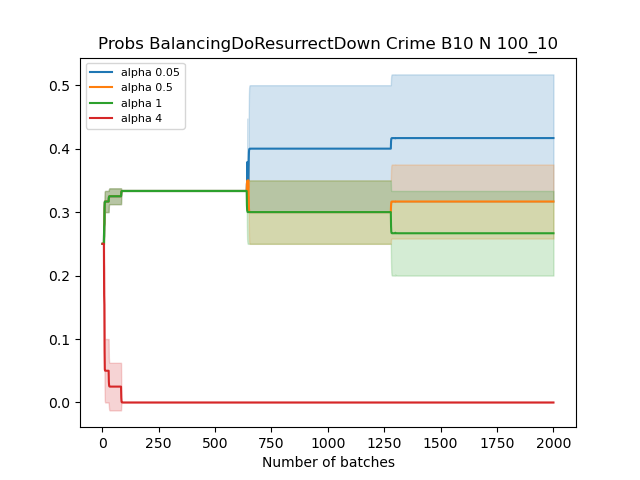 Probs BalancingDoResurrectDown Crime B10 N 100_10
alpha 0.05
alpha 0.5
alpha 1
alpha 4
0.5
0.4
0.3
0.2
0.1
0.0
0 250 500 750 1000 1250 1500 1750 2000
Number of batches